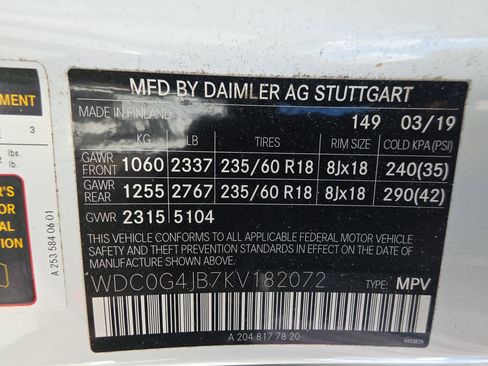 MFD BY DAIMLER AG STUTTGART
MADE IN FINLAND 149 03/19
KG LB TIRES RIM SIZE COLD KPA (PSI)
GAWR FRONT 1060 2337 235/60 R18 8Jx18 240(35)
GAWR REAR 1255 2767 235/60 R18 8Jx18 290(42)
GVWR 2315 5104
THIS VEHICLE CONFORMS TO ALL APPLICABLE FEDERAL MOTOR VEHICLE
SAFETY AND THEFT PREVENTION STANDARDS IN EFFECT ON THE DATE OF
MANUFACTURE SHOWN ABOVE.
WDC0G4JB7KV182072 TYPE: MPV
A 204 817 78 20
A 253 584 06 01
3
lbs.
lbs.